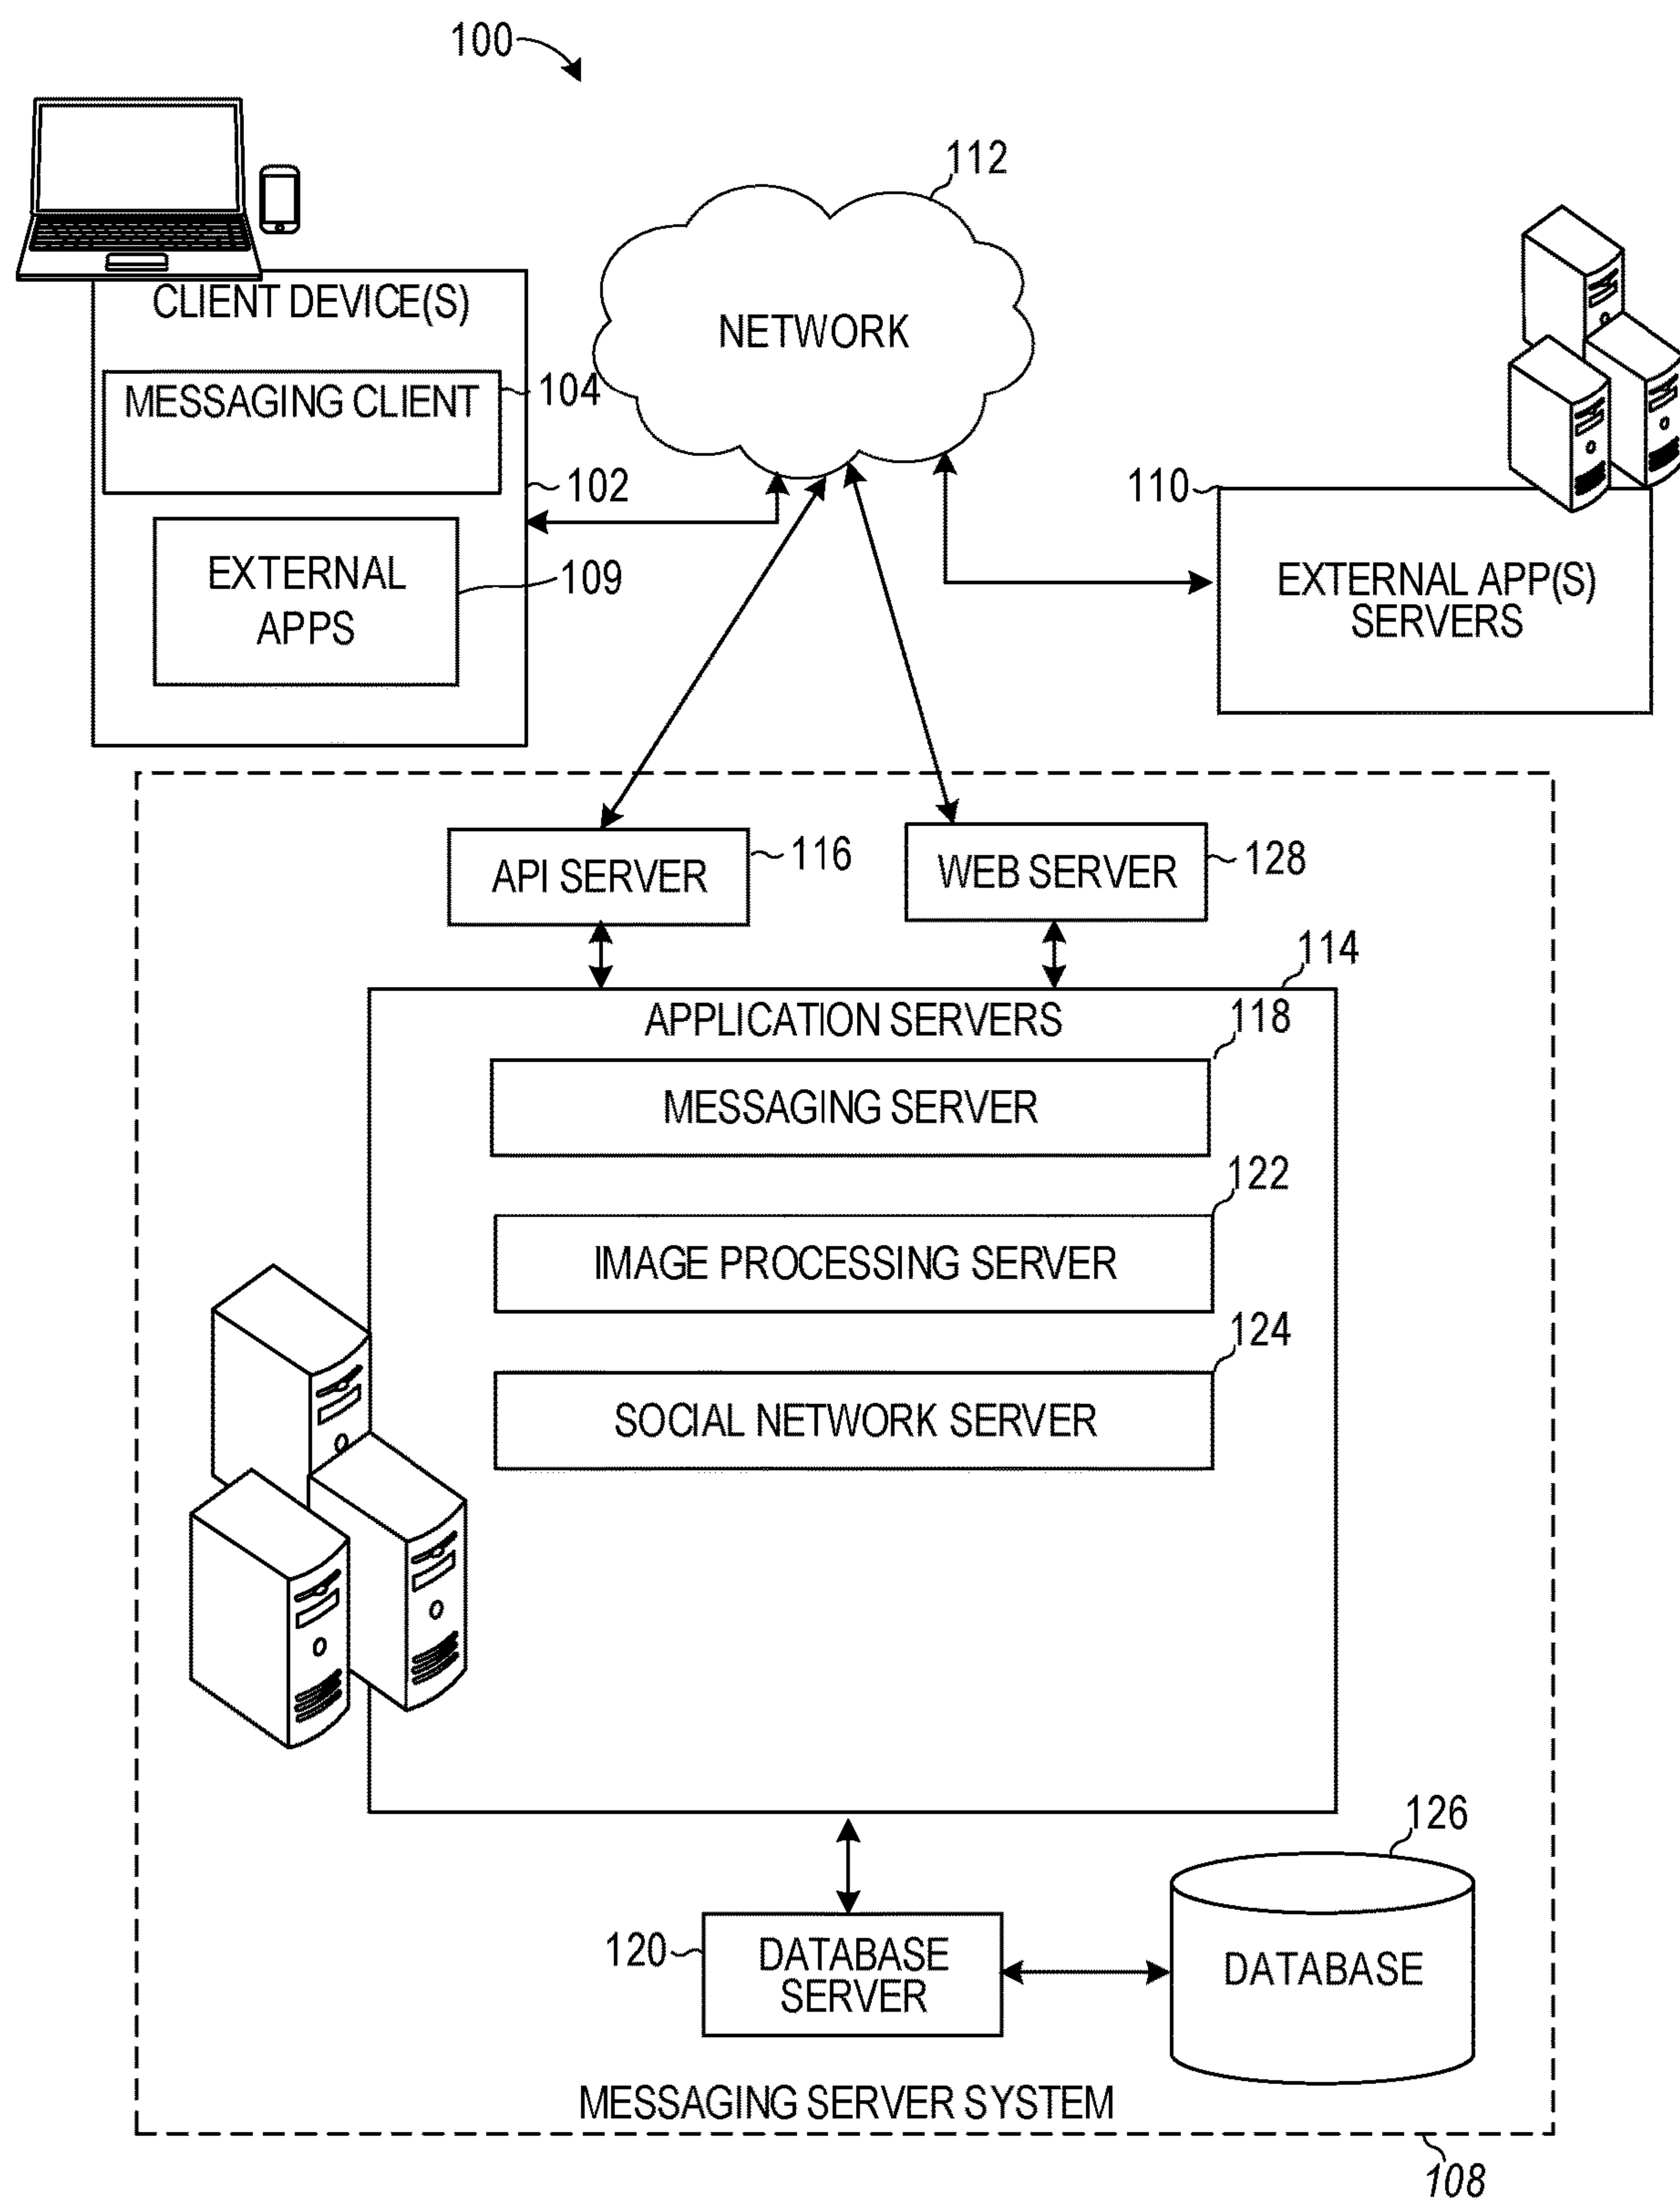 100
112
CLIENT DEVICE(S)
NETWORK
MESSAGING CLIENT
104
102
110
EXTERNAL
APPS
109
EXTERNAL APP(S)
SERVERS
API SERVER
116
WEB SERVER
128
114
APPLICATION SERVERS
118
MESSAGING SERVER
122
IMAGE PROCESSING SERVER
124
SOCIAL NETWORK SERVER
126
120
DATABASE
SERVER
DATABASE
MESSAGING SERVER SYSTEM
108